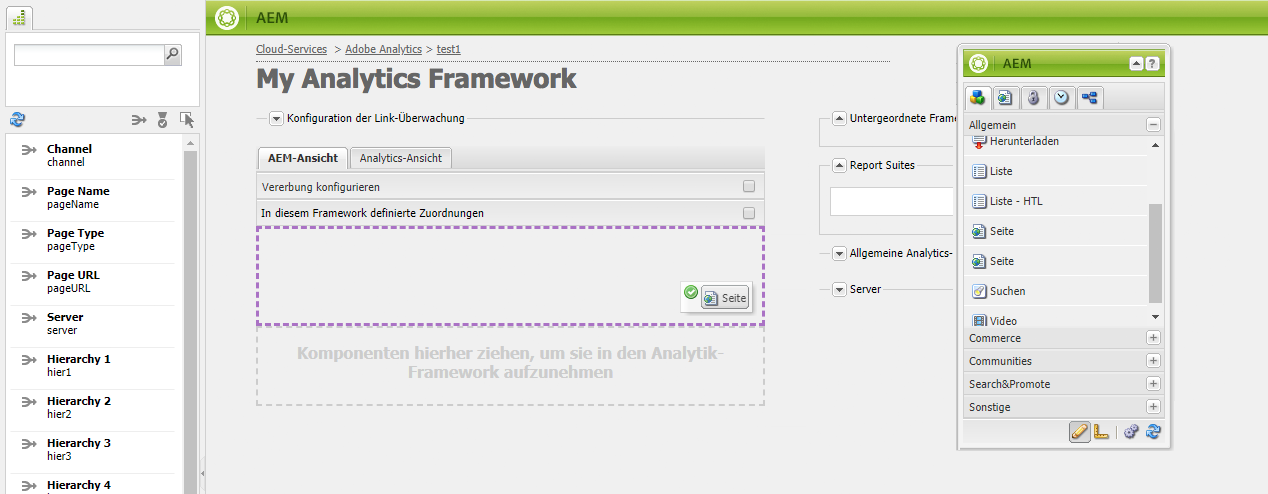 AEM
Cloud-Services > Adobe Analytics > test1
My Analytics Framework
Konfiguration der Link-Überwachung
AEM-Ansicht
Analytics-Ansicht
Vererbung konfigurieren
In diesem Framework definierte Zuordnungen
Seite
Komponenten hierher ziehen, um sie in den Analytik-
Framework aufzunehmen
Channel
channel
Page Name
pageName
Page Type
pageType
Page URL
pageURL
Server
server
Hierarchy 1
hier1
Hierarchy 2
hier2
Hierarchy 3
hier3
Hierarchy 4
Untergeordnete Fram
Report Suites
Allgemeine Analytics-
Server
AEM
?
Allgemein
Herunterladen
Liste
Liste - HTL
Seite
Seite
Suchen
Video
Commerce
Communities
Search&Promote
Sonstige